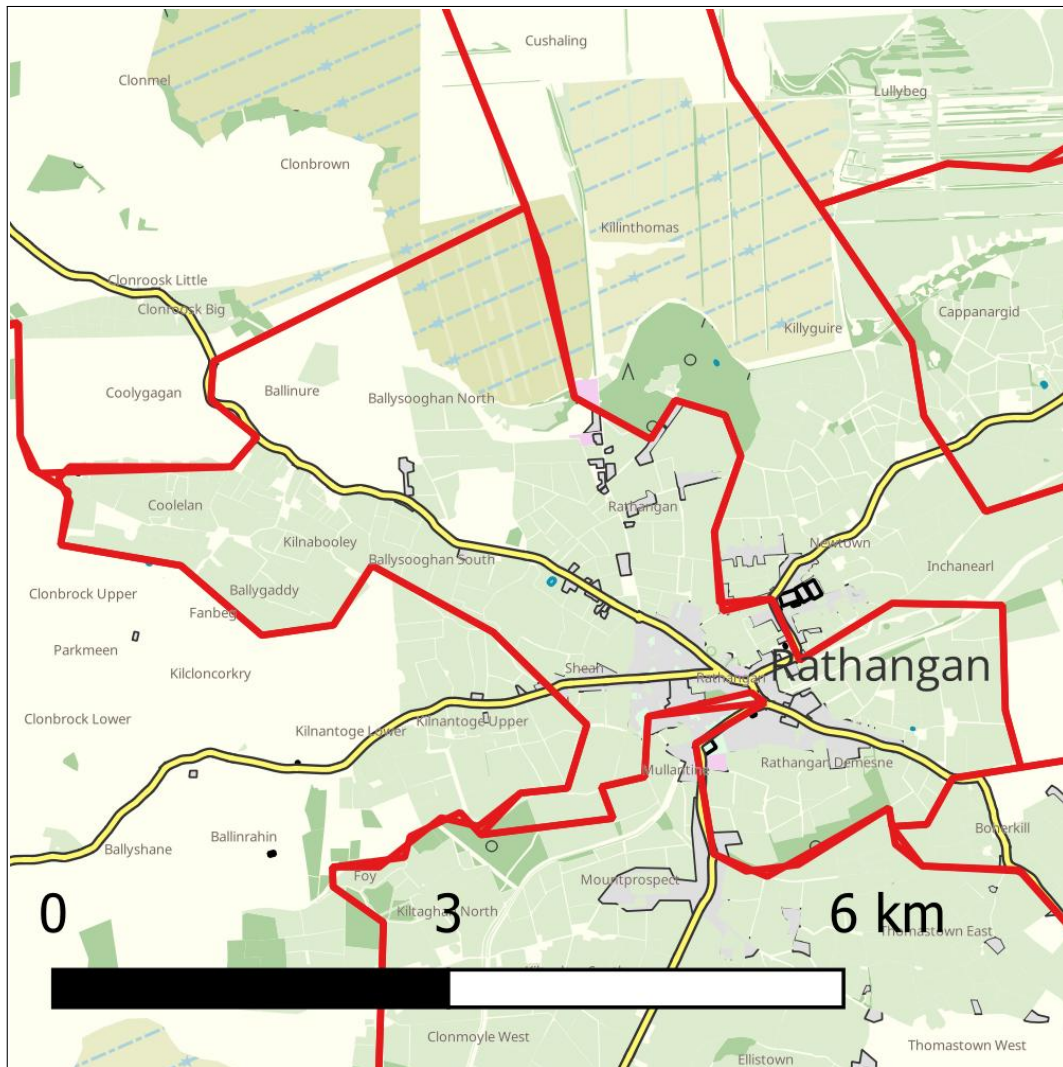 Cushaling
Clonmel
Lullybeg
Clonbrown
Killinthomas
Clonroosk Little
Clonroosk Big
Cappanargid
Killyguire
Coolygagan
Ballinure
Ballysooghan North
Coolelan
Rathangan
Kilnabooley
Newtown
Ballysooghan South
Inchanearl
Clonbrock Upper
Ballygaddy
Fanbeg
Parkmeen
Kilcloncorkry
Shean
Rathangan
Rathangan
Clonbrock Lower
Kilnantoge Lower
Kilnantoge Upper
Rathangan Demesne
Mullantine
Ballinrahin
Bonerkill
Ballyshane
Foy
Mountprospect
Kiltaghan North
0
3
6 km
Thomastown East
Clonmoyle West
Thomastown West
Ellistown